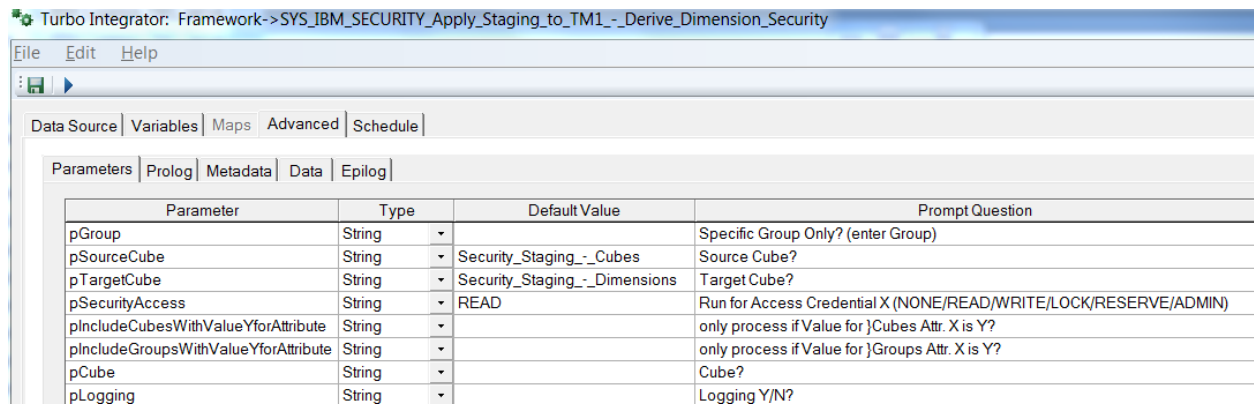 Turbo Integrator: Framework->SYS_IBM_SECURITY_Apply_Staging_to_TM1_-_Derive_Dimension_Security
File Edit Help
Data Source Variables Maps Advanced Schedule
Parameters Prolog Metadata Data Epilog
Parameter Type Default Value Prompt Question
pGroup String Specific Group Only? (enter Group)
pSourceCube String Security_Staging_-_Cubes Source Cube?
pTargetCube String Security_Staging_-_Dimensions Target Cube?
pSecurityAccess String READ Run for Access Credential X (NONE/READ/WRITE/LOCK/RESERVE/ADMIN)
pIncludeCubesWithValueYforAttribute String only process if Value for }Cubes Attr. X is Y?
pIncludeGroupsWithValueYforAttribute String only process if Value for }Groups Attr. X is Y?
pCube String Cube?
pLogging String Logging Y/N?